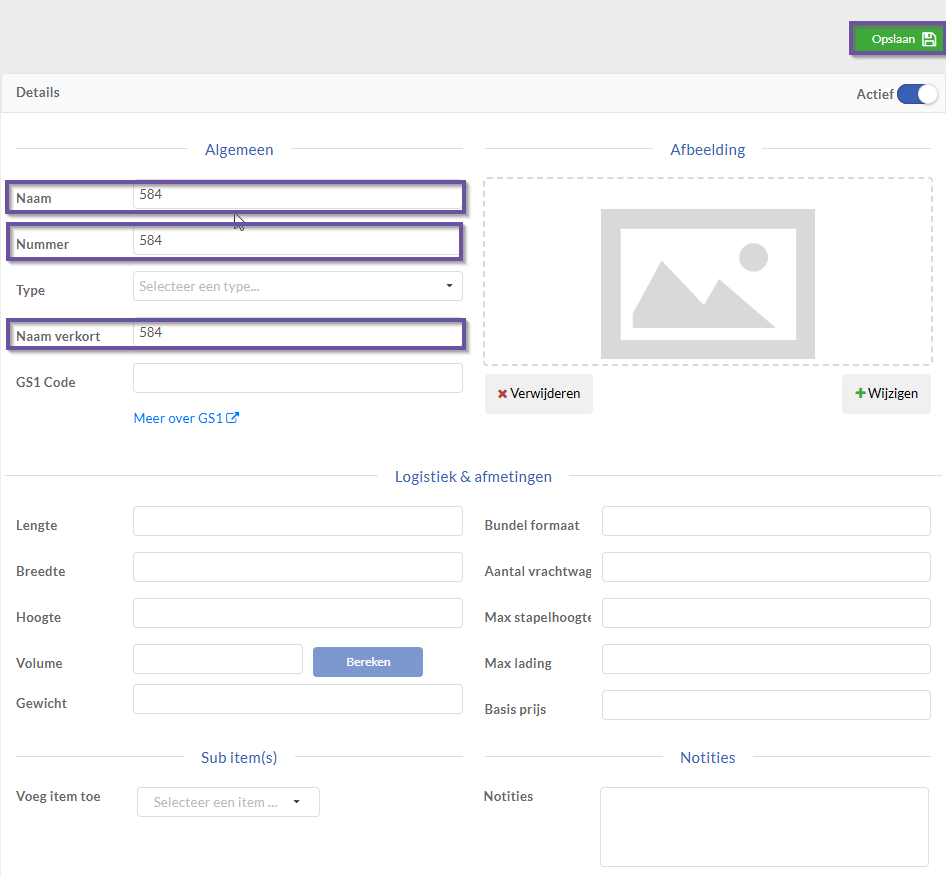 Opslaan
Details
Actief
Algemeen
Naam 584
Nummer 584
Type Selecteer een type...
Naam verkort 584
GS1 Code
Meer over GS1
Afbeelding
Verwijderen
Wijzigen
Logistiek & afmetingen
Lengte
Breedte
Hoogte
Volume Bereken
Gewicht
Bundel formaat
Aantal vrachtwag
Max stapelhoogte
Max lading
Basis prijs
Sub item(s)
Voeg item toe Selecteer een item ...
Notities
Notities